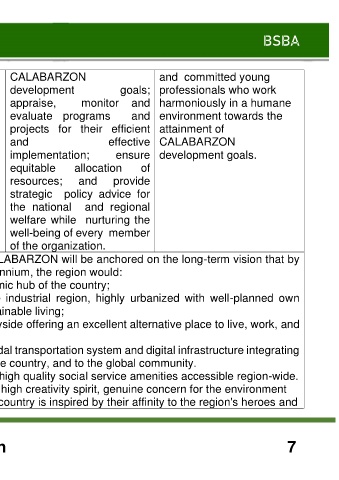 BSBA
CALABARZON
development goals;
appraise, monitor and
evaluate programs and
projects for their efficient
and effective
implementation; ensure
equitable allocation of
resources; and provide
strategic policy advice for
the national and regional
welfare while nurturing the
well-being of every member
of the organization.
and committed young
professionals who work
harmoniously in a humane
environment towards the
attainment of
CALABARZON
development goals.
LABARZON will be anchored on the long-term vision that by
nnium, the region would:
mic hub of the country;
industrial region, highly urbanized with well-planned own
ainable living;
yside offering an excellent alternative place to live, work, and
dal transportation system and digital infrastructure integrating
e country, and to the global community.
high quality social service amenities accessible region-wide.
high creativity spirit, genuine concern for the environment
country is inspired by their affinity to the region's heroes and
n
7